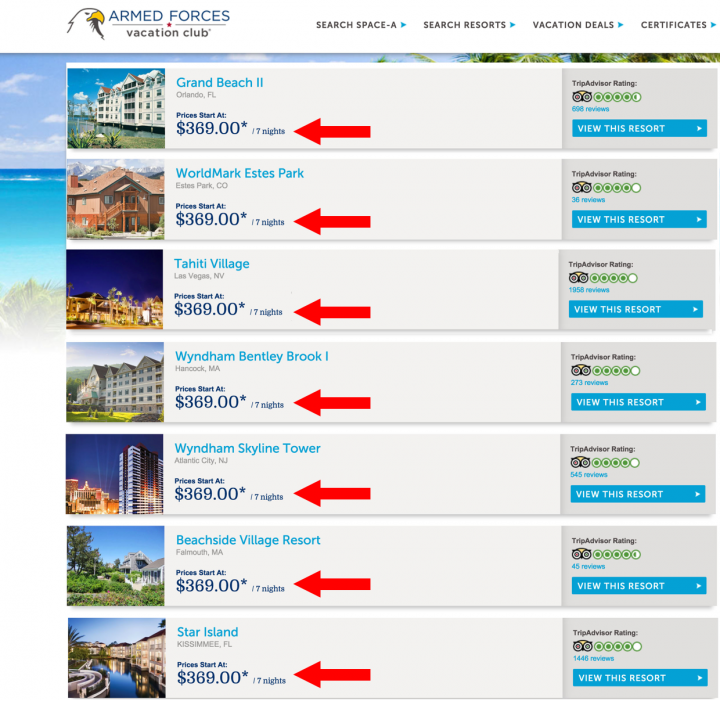 ARMED FORCES
vacation club®
SEARCH SPACE-A
SEARCH RESORTS
VACATION DEALS
CERTIFICATES
Grand Beach II
Orlando, FL
Prices Start At:
$369.00* / 7 nights
TripAdvisor Rating:
698 reviews
VIEW THIS RESORT
WorldMark Estes Park
Estes Park, CO
Prices Start At:
$369.00* / 7 nights
TripAdvisor Rating:
36 reviews
VIEW THIS RESORT
Tahiti Village
Las Vegas, NV
Prices Start At:
$369.00* / 7 nights
TripAdvisor Rating:
1956 reviews
VIEW THIS RESORT
Wyndham Bentley Brook I
Hancock, MA
Prices Start At:
$369.00* / 7 nights
TripAdvisor Rating:
273 reviews
VIEW THIS RESORT
Wyndham Skyline Tower
Atlantic City, NJ
Prices Start At:
$369.00* / 7 nights
TripAdvisor Rating:
545 reviews
VIEW THIS RESORT
Beachside Village Resort
Falmouth, MA
Prices Start At:
$369.00* / 7 nights
TripAdvisor Rating:
45 reviews
VIEW THIS RESORT
Star Island
KISSIMMEE, FL
Prices Start At:
$369.00* / 7 nights
TripAdvisor Rating:
1446 reviews
VIEW THIS RESORT